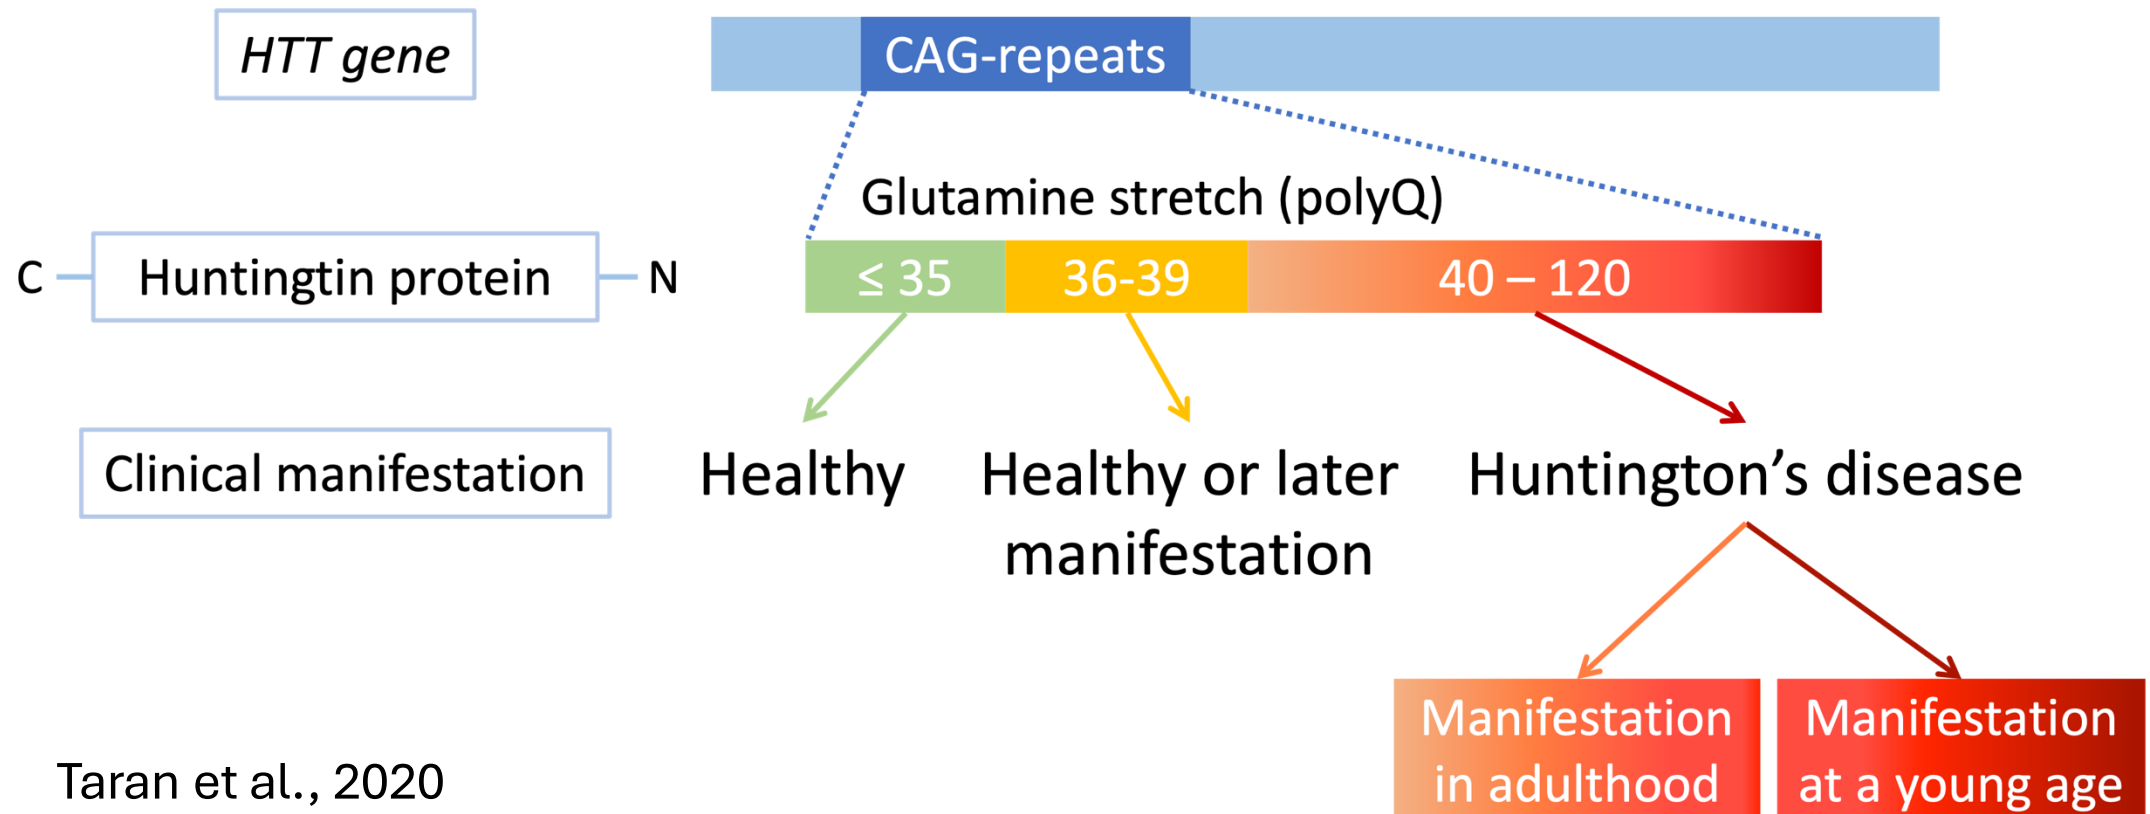 HTT gene
CAG-repeats
Glutamine stretch (polyQ)
C
Huntingtin protein
N
≤ 35
36-39
40 – 120
Clinical manifestation
Healthy
Healthy or later
manifestation
Huntington’s disease
Manifestation
in adulthood
Manifestation
at a young age
Taran et al., 2020